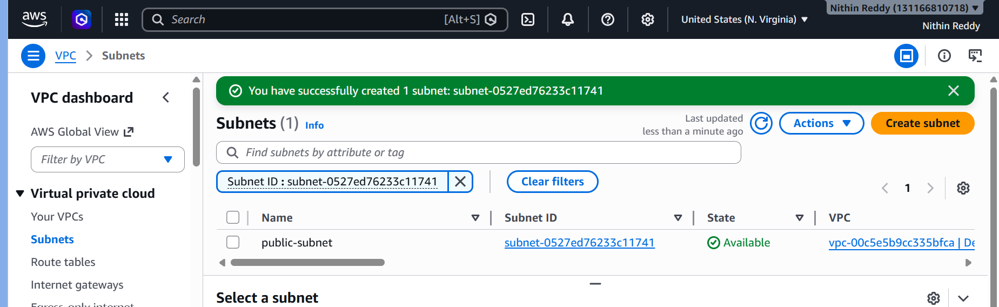 aws
Search
[Alt+S]
United States (N. Virginia)
Nithin Reddy (131166810718)
Nithin Reddy
VPC
Subnets
VPC dashboard
AWS Global View
Filter by VPC
Virtual private cloud
Your VPCs
Subnets
Route tables
Internet gateways
Egress-only internet
You have successfully created 1 subnet: subnet-0527ed76233c11741
Subnets (1) Info
Last updated
less than a minute ago
Actions
Create subnet
Find subnets by attribute or tag
Subnet ID : subnet-0527ed76233c11741
Clear filters
1
Name Subnet ID State VPC
public-subnet subnet-0527ed76233c11741 Available vpc-00c5e5b9cc335bfca | De
Select a subnet